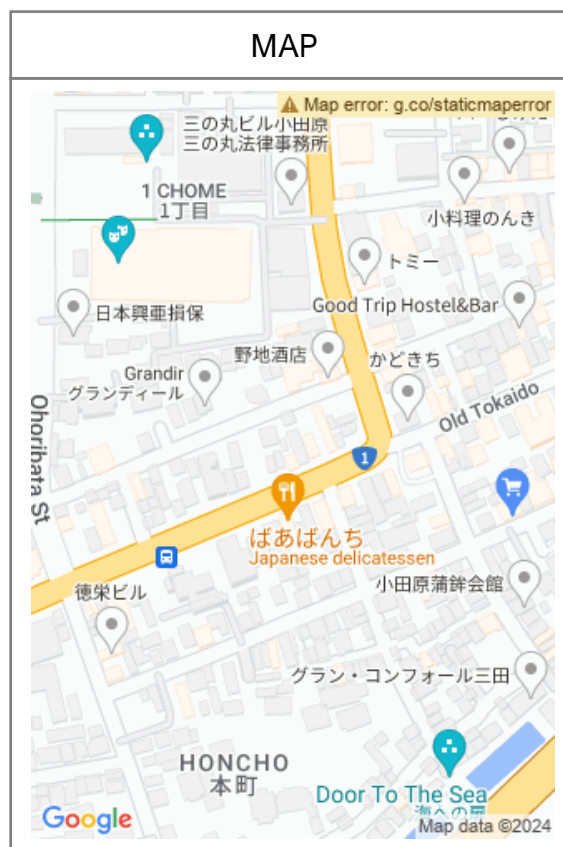 MAP
Map error: g.co/staticmaperror
三の丸ビル小田原
三の丸法律事務所
1 CHOME
1丁目
小料理のんき
トミー
日本興亜損保
Good Trip Hostel&Bar
野地酒店
かどきち
Grandir
グランディール
Old Tokaido
Ohoribata St
1
ばあばんち
Japanese delicatessen
小田原蒲鉾会館
徳栄ビル
グラン・コンフォール三田
HONCHO
本町
Door To The Sea
海への扉
Google
Map data ©2024